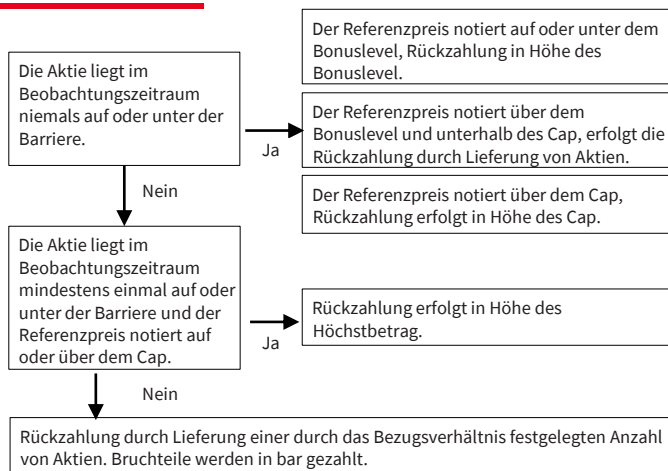 Die Aktie liegt im
Beobachtungszeitraum
niemals auf oder unter der
Barriere.
Ja
Der Referenzpreis notiert auf oder unter dem
Bonuslevel, Rückzahlung in Höhe des
Bonuslevel.
Der Referenzpreis notiert über dem
Bonuslevel und unterhalb des Cap, erfolgt die
Rückzahlung durch Lieferung von Aktien.
Der Referenzpreis notiert über dem Cap,
Rückzahlung erfolgt in Höhe des Cap.
Nein
Die Aktie liegt im
Beobachtungszeitraum
mindestens einmal auf oder
unter der Barriere und der
Referenzpreis notiert auf
oder über dem Cap.
Ja
Rückzahlung erfolgt in Höhe des
Höchstbetrag.
Nein
Rückzahlung durch Lieferung einer durch das Bezugsverhältnis festgelegten Anzahl
von Aktien. Bruchteile werden in bar gezahlt.